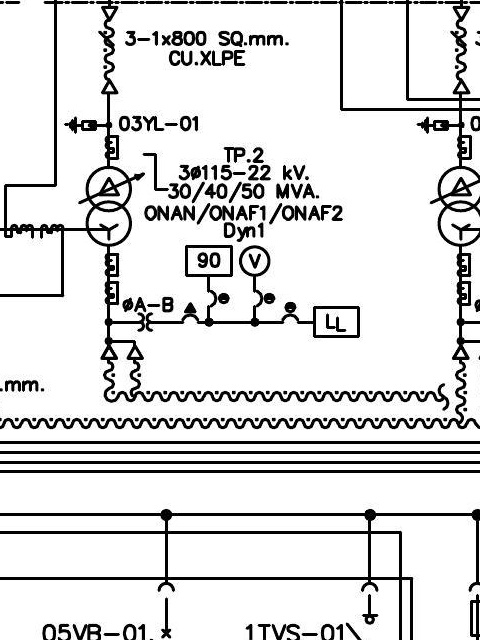 3-1x800 SQ.mm.
CU.XLPE
03YL-01
TP.2
3ø115-22 kV.
30/40/50 MVA.
ONAN/ONAF1/ONAF2
Dyn1
90
V
øA-B
LL
.mm.
05VB-01.
1TVS-01